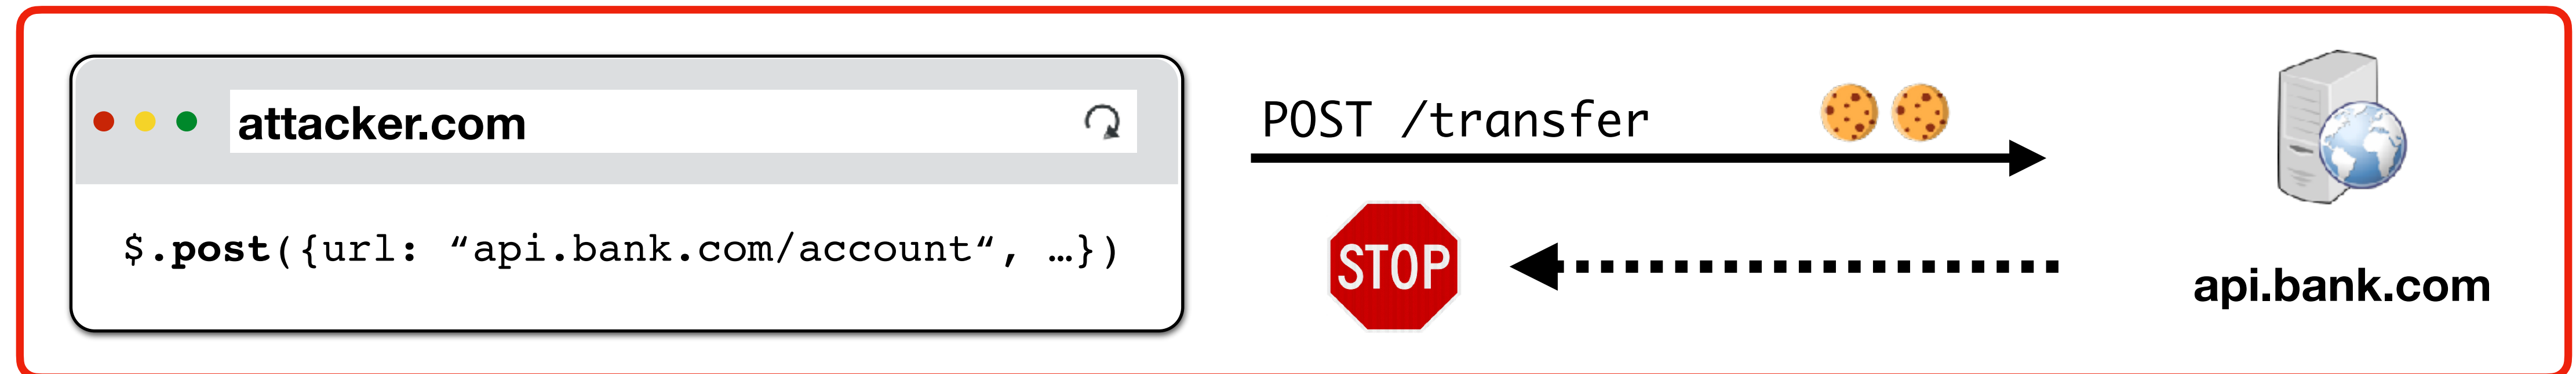 attacker.com
$.post({url: “api.bank.com/account“, …})
POST /transfer
STOP
api.bank.com